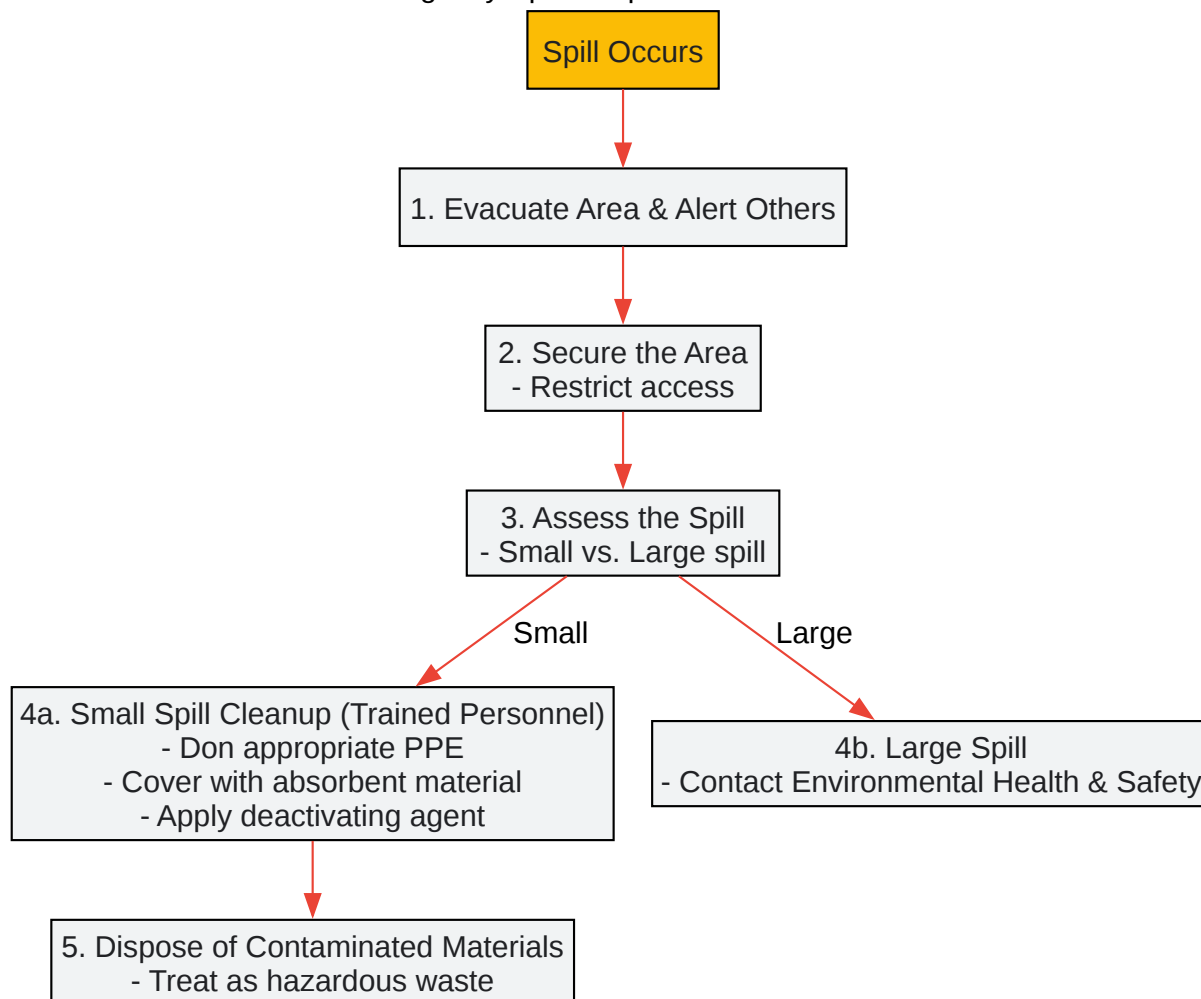 Spill Occurs
1. Evacuate Area & Alert Others
2. Secure the Area
- Restrict access
3. Assess the Spill
- Small vs. Large spill
Small
Large
4a. Small Spill Cleanup (Trained Personnel)
- Don appropriate PPE
- Cover with absorbent material
- Apply deactivating agent
4b. Large Spill
- Contact Environmental Health & Safety
5. Dispose of Contaminated Materials
- Treat as hazardous waste